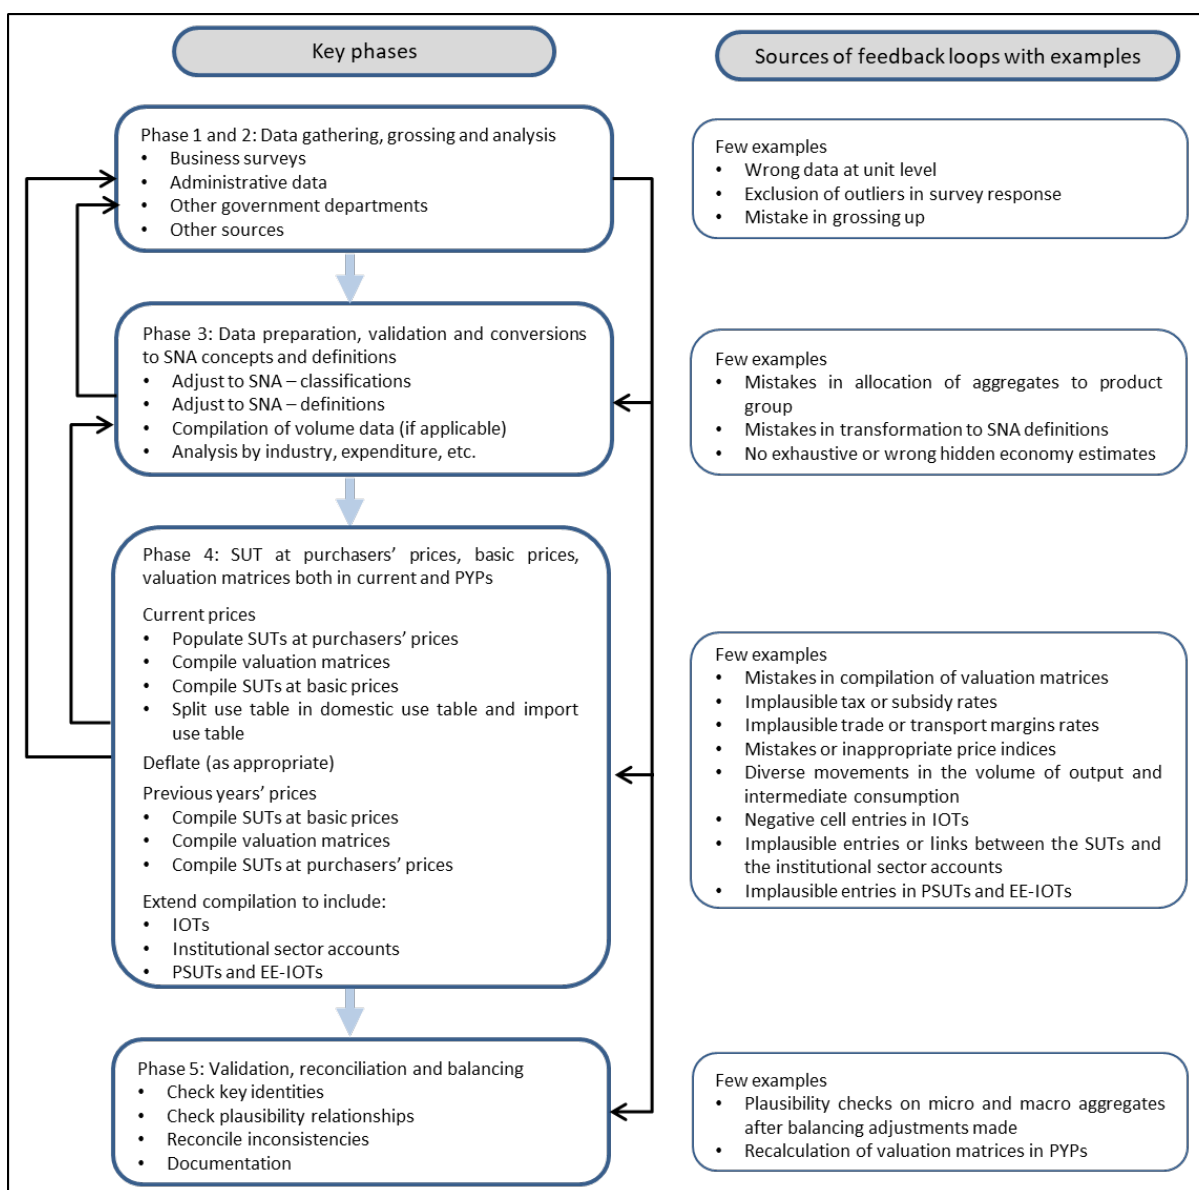 Key phases
Sources of feedback loops with examples
Phase 1 and 2: Data gathering, grossing and analysis
• Business surveys
• Administrative data
• Other government departments
• Other sources
Few examples
• Wrong data at unit level
• Exclusion of outliers in survey response
• Mistake in grossing up
Phase 3: Data preparation, validation and conversions
to SNA concepts and definitions
• Adjust to SNA – classifications
• Adjust to SNA – definitions
• Compilation of volume data (if applicable)
• Analysis by industry, expenditure, etc.
Few examples
• Mistakes in allocation of aggregates to product
group
• Mistakes in transformation to SNA definitions
• No exhaustive or wrong hidden economy estimates
Phase 4: SUT at purchasers' prices, basic prices,
valuation matrices both in current and PYPs
Current prices
• Populate SUTs at purchasers' prices
• Compile valuation matrices
• Compile SUTs at basic prices
• Split use table in domestic use table and import
use table
Deflate (as appropriate)
Previous years' prices
• Compile SUTs at basic prices
• Compile valuation matrices
• Compile SUTs at purchasers' prices
Extend compilation to include:
• IOTs
• Institutional sector accounts
• PSUTs and EE-IOTs
Few examples
• Mistakes in compilation of valuation matrices
• Implausible tax or subsidy rates
• Implausible trade or transport margins rates
• Mistakes or inappropriate price indices
• Diverse movements in the volume of output and
intermediate consumption
• Negative cell entries in IOTs
• Implausible entries or links between the SUTs and
the institutional sector accounts
• Implausible entries in PSUTs and EE-IOTs
Phase 5: Validation, reconciliation and balancing
• Check key identities
• Check plausibility relationships
• Reconcile inconsistencies
• Documentation
Few examples
• Plausibility checks on micro and macro aggregates
after balancing adjustments made
• Recalculation of valuation matrices in PYPs